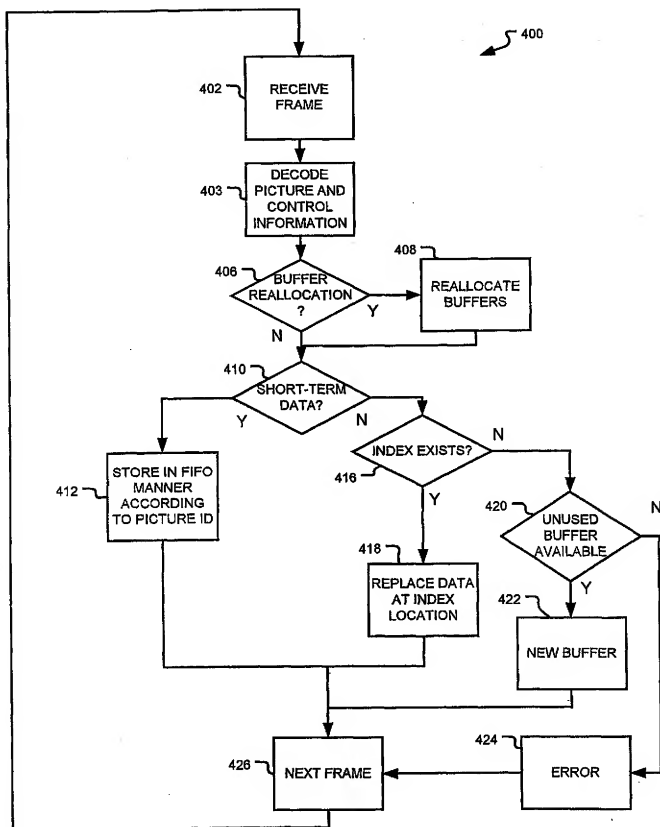 400
402
RECEIVE
FRAME
403
DECODE
PICTURE AND
CONTROL
INFORMATION
406
BUFFER
REALLOCATION
?
Y
N
408
REALLOCATE
BUFFERS
410
SHORT-TERM
DATA?
Y
N
412
STORE IN FIFO
MANNER
ACCORDING
TO PICTURE ID
INDEX EXISTS?
416
N
Y
418
REPLACE DATA
AT INDEX
LOCATION
420
UNUSED
BUFFER
AVAILABLE
N
Y
422
NEW BUFFER
424
ERROR
426
NEXT FRAME